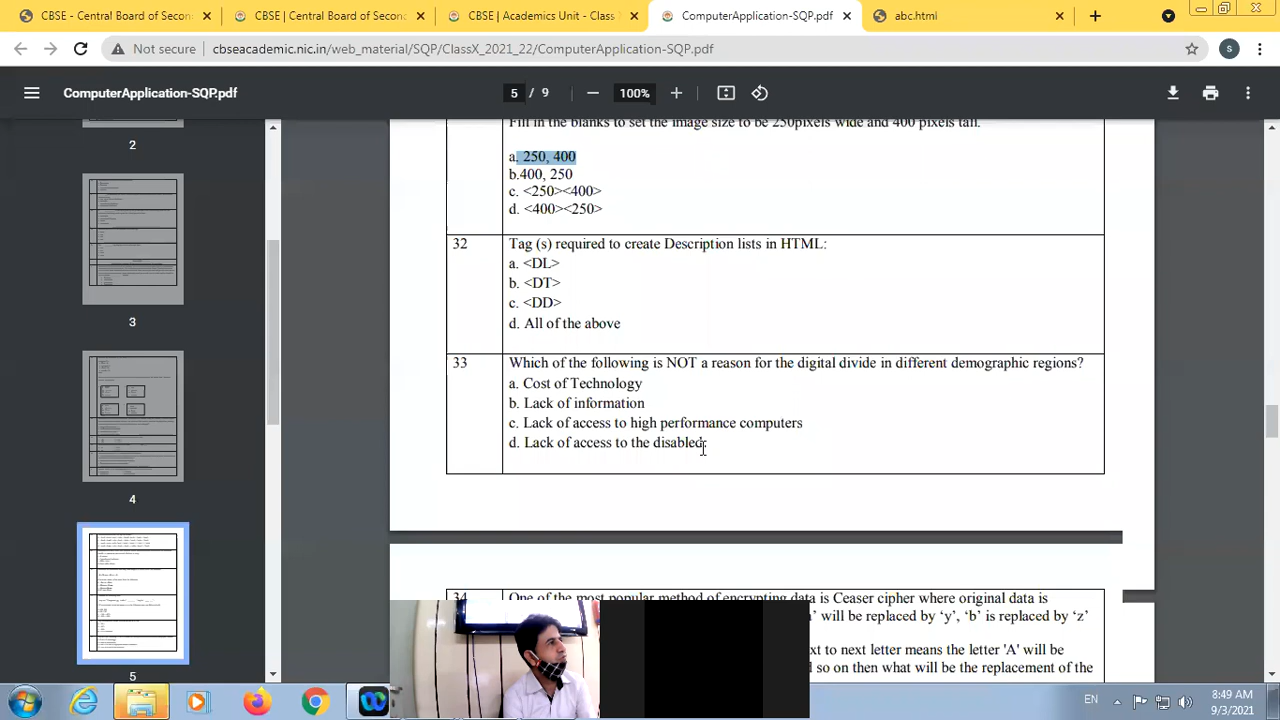 CBSE - Central Board of Secon
CBSE | Central Board of Second
CBSE | Academics Unit - Class
ComputerApplication-SQP.pdf
abc.html
Not secure
cbseacademic.nic.in/web_material/SQP/ClassX_2021_22/ComputerApplication-SQP.pdf
S
ComputerApplication-SQP.pdf
5 / 9
100%
2
3
4
5
Fill in the blanks to set the image size to be 250pixels wide and 400 pixels tall.
a. 250, 400
b.400, 250
c. <250><400>
d. <400><250>
32 Tag (s) required to create Description lists in HTML:
a. <DL>
b. <DT>
c. <DD>
d. All of the above
33 Which of the following is NOT a reason for the digital divide in different demographic regions?
a. Cost of Technology
b. Lack of information
c. Lack of access to high performance computers
d. Lack of access to the disabled
34 One of the most popular method of encrypting data is Ceaser cipher where original data is
will be replaced by ‘y’, ‘b’ is replaced by ‘z’
xt to next letter means the letter 'A' will be
so on then what will be the replacement of the
EN
8:49 AM
9/3/2021